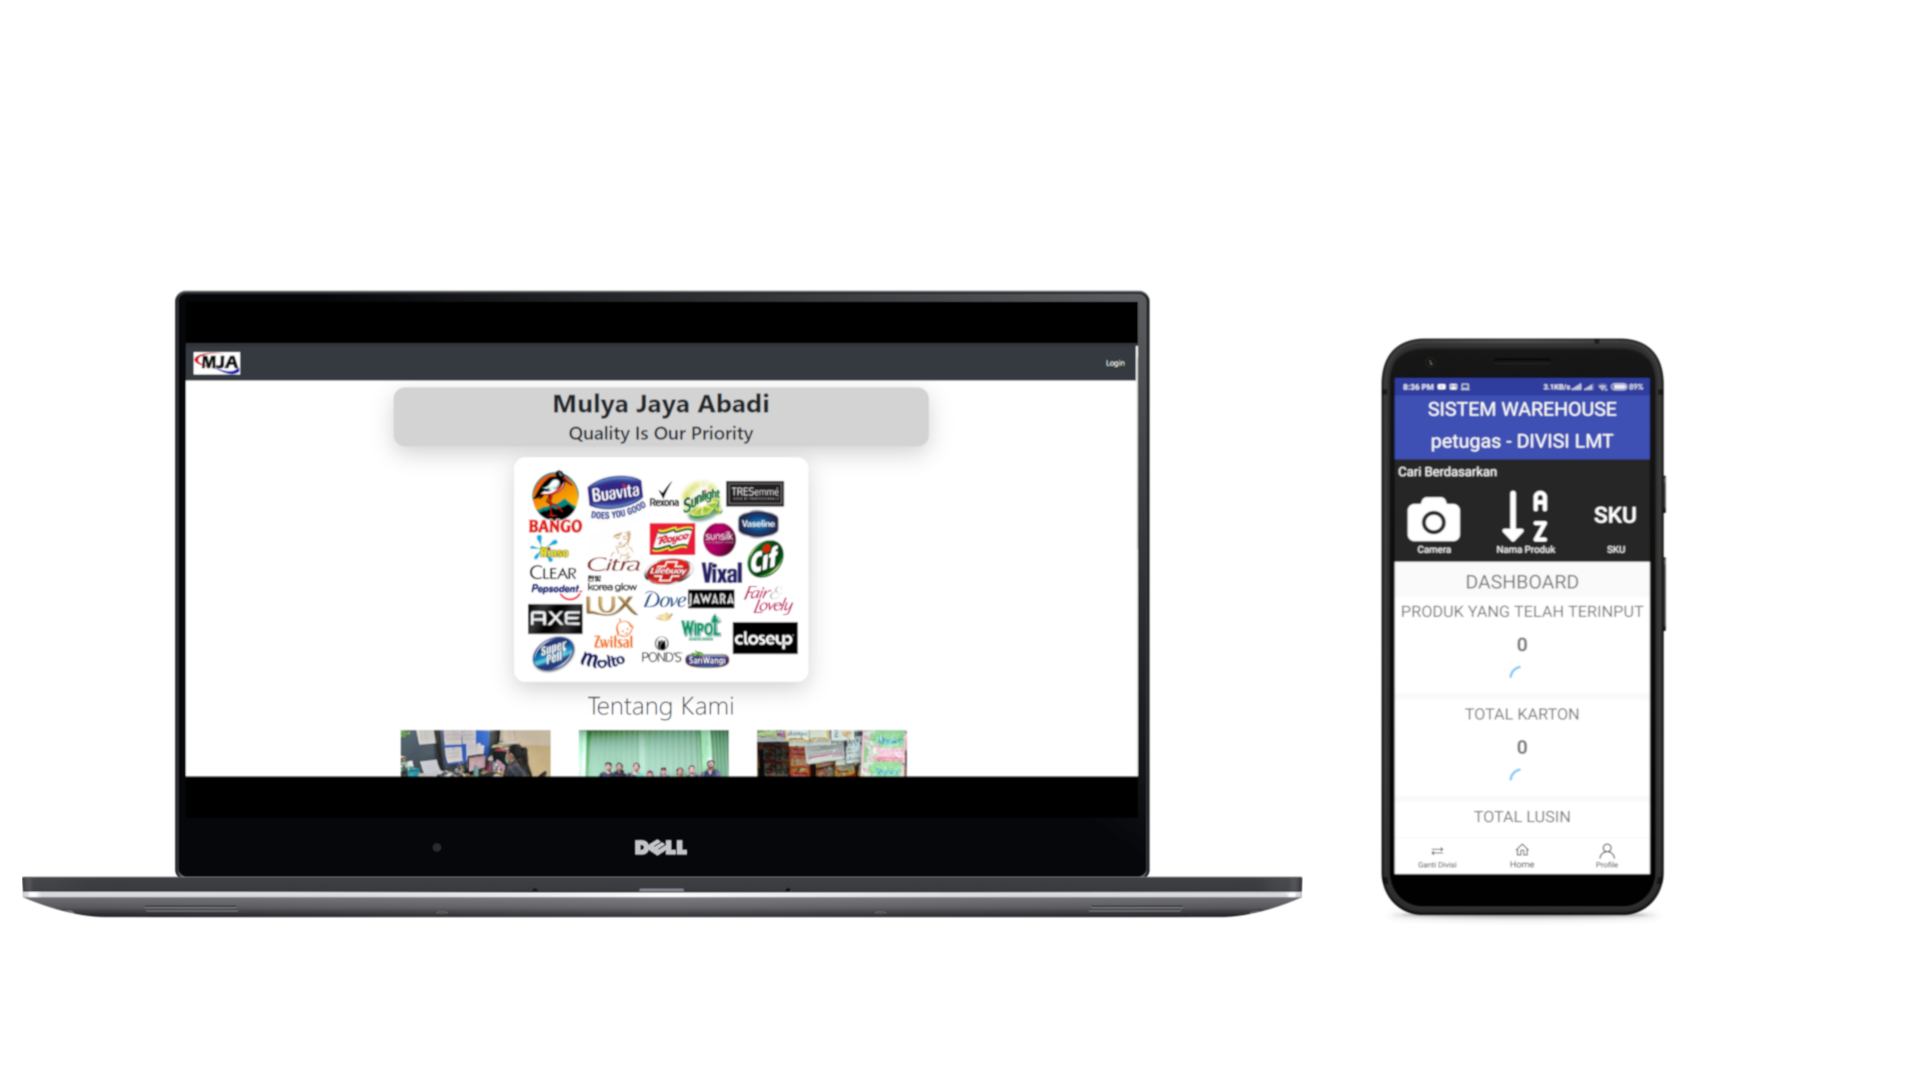 MJA
Login
Mulya Jaya Abadi
Quality Is Our Priority
BANGO
Buavita
DOES YOU GOOD
Rexona
Sunlight
TRESemmé
Vaseline
Rinso
Citra
Royco
sunsilk
Cif
CLEAR
Pepsodent
korea glow
Lifebuoy
Vixal
AXE
LUX
Dove
JAWARA
Fair &
Lovely
Super
Pell
Zwitsal
Molto
POND'S
WIPOL
SariWangi
closeup
Tentang Kami
DELL
8:36 PM
3.1KB/s
89%
SISTEM WAREHOUSE
petugas - DIVISI LMT
Cari Berdasarkan
A
Z
SKU
Camera
Nama Produk
SKU
DASHBOARD
PRODUK YANG TELAH TERINPUT
0
TOTAL KARTON
0
TOTAL LUSIN
Ganti Divisi
Home
Profile